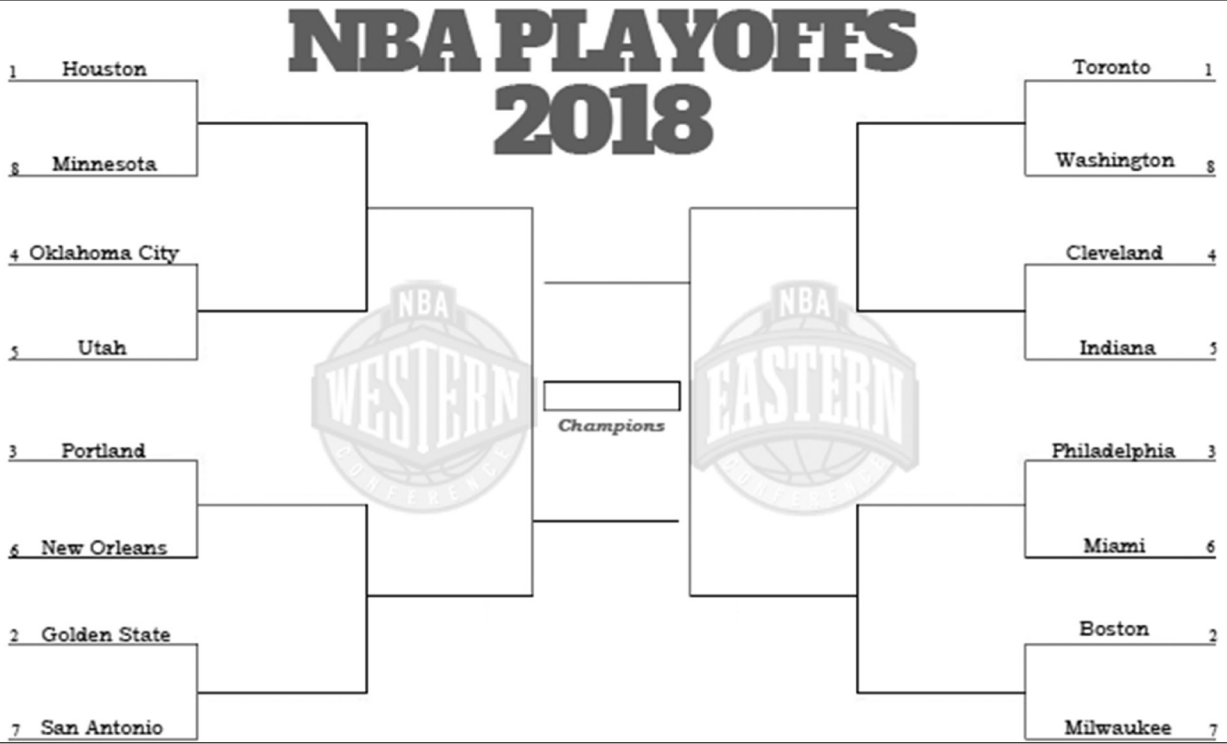 NBA PLAYOFFS
2018
1 Houston
8 Minnesota
4 Oklahoma City
5 Utah
3 Portland
6 New Orleans
2 Golden State
7 San Antonio
NBA
WESTERN
CONFERENCE
Champions
NBA
EASTERN
CONFERENCE
Toronto 1
Washington 8
Cleveland 4
Indiana 5
Philadelphia 3
Miami 6
Boston 2
Milwaukee 7